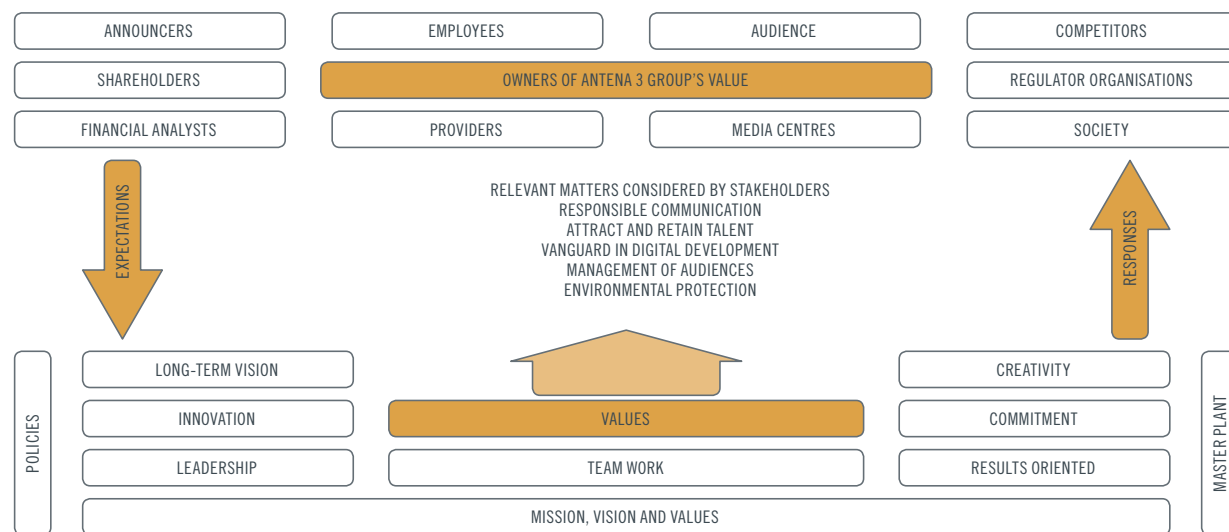 ANNOUNCERS
EMPLOYEES
AUDIENCE
COMPETITORS
SHAREHOLDERS
OWNERS OF ANTENA 3 GROUP'S VALUE
REGULATOR ORGANISATIONS
FINANCIAL ANALYSTS
PROVIDERS
MEDIA CENTRES
SOCIETY
EXPECTATIONS
RELEVANT MATTERS CONSIDERED BY STAKEHOLDERS
RESPONSIBLE COMMUNICATION
ATTRACT AND RETAIN TALENT
VANGUARD IN DIGITAL DEVELOPMENT
MANAGEMENT OF AUDIENCES
ENVIRONMENTAL PROTECTION
RESPONSES
POLICIES
LONG-TERM VISION
CREATIVITY
INNOVATION
VALUES
COMMITMENT
LEADERSHIP
TEAM WORK
RESULTS ORIENTED
MISSION, VISION AND VALUES
MASTER PLANT